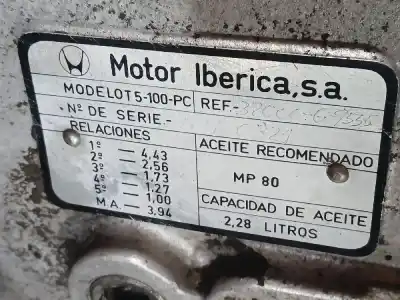 Motor Iberica,s.a.
MODELO T5-100-PC REF.-
Nº DE SERIE.-
RELACIONES
1ª — 4,43
2ª — 2,56
3ª — 1,73
4ª — 1,27
5ª — 1,00
M.A. — 3,94
ACEITE RECOMENDADO
MP 80
CAPACIDAD DE ACEITE
2,28 LITROS